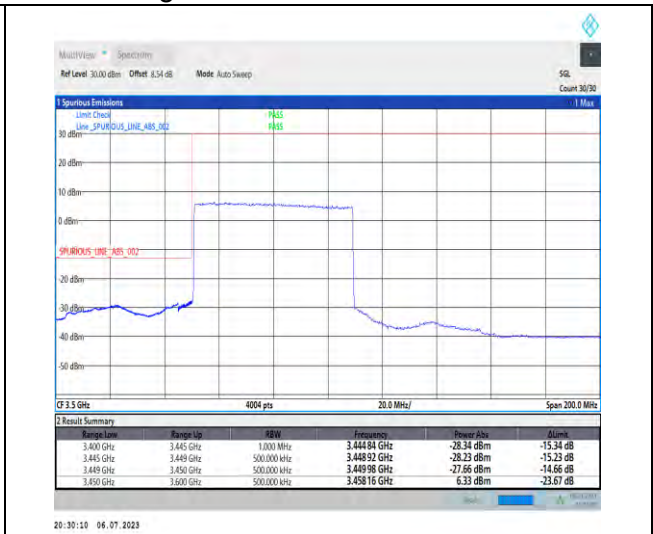 MultiView Spectrum
Ref Level 30.00 dBm Offset 8.54 dB Mode Auto Sweep SGL
Count 30/30
1 Spurious Emissions 1 Max
Limit Check PASS
Line _SPURIOUS_LINE_ABS_002 PASS
30 dBm
20 dBm
10 dBm
0 dBm
SPURIOUS_LINE_ABS_002
-20 dBm
-30 dBm
-40 dBm
-50 dBm
CF 3.5 GHz 4004 pts 20.0 MHz/ Span 200.0 MHz
2 Result Summary
Range Low Range Up RBW Frequency Power Abs ΔLimit
3.400 GHz 3.445 GHz 1.000 MHz 3.444 84 GHz -28.34 dBm -15.34 dB
3.445 GHz 3.449 GHz 500.000 kHz 3.448 92 GHz -28.23 dBm -15.23 dB
3.449 GHz 3.450 GHz 500.000 kHz 3.449 98 GHz -27.66 dBm -14.66 dB
3.450 GHz 3.600 GHz 500.000 kHz 3.458 16 GHz 6.33 dBm -23.67 dB
20:30:10 06.07.2023